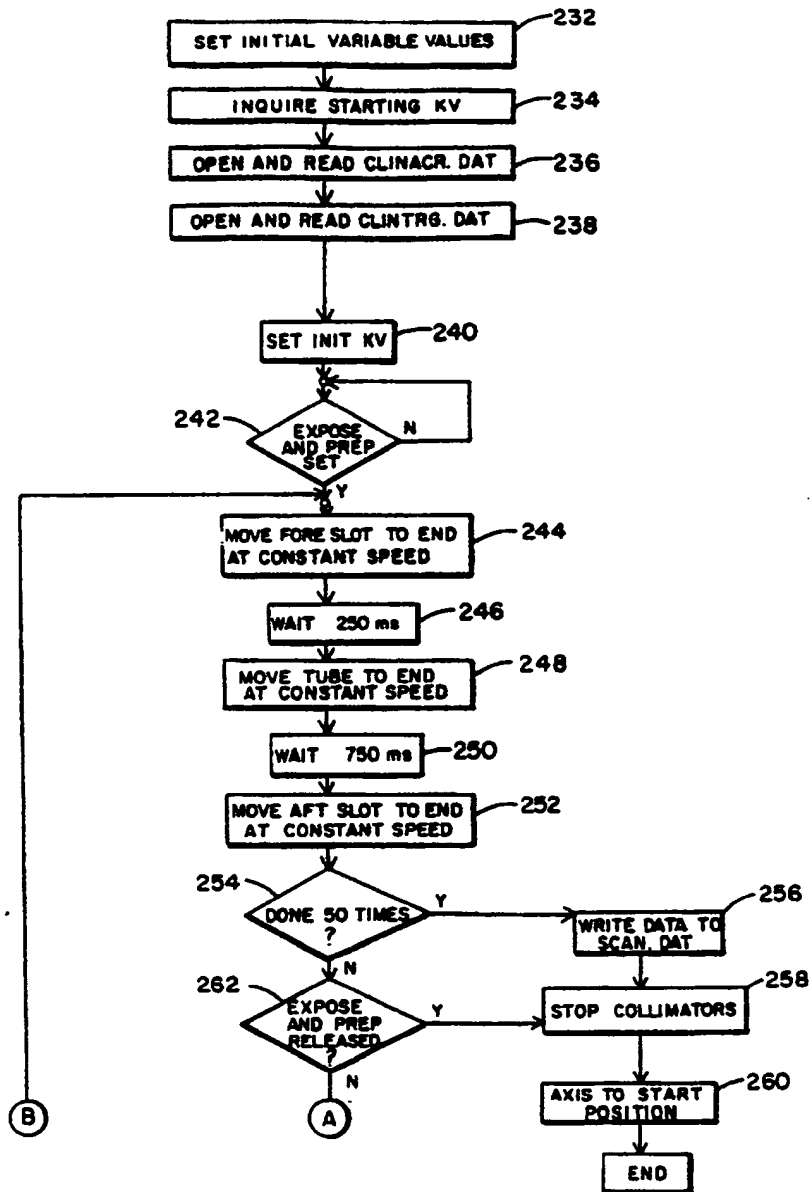 232
SET INITIAL VARIABLE VALUES
234
INQUIRE STARTING KV
236
OPEN AND READ CLINACR. DAT
238
OPEN AND READ CLINTRG. DAT
240
SET INIT KV
242
EXPOSE
AND PREP
SET
N
Y
244
MOVE FORE SLOT TO END
AT CONSTANT SPEED
246
WAIT 250 ms
248
MOVE TUBE TO END
AT CONSTANT SPEED
250
WAIT 750 ms
252
MOVE AFT SLOT TO END
AT CONSTANT SPEED
254
DONE 50 TIMES
?
Y
N
256
WRITE DATA TO
SCAN. DAT
262
EXPOSE
AND PREP
RELEASED
?
Y
N
258
STOP COLLIMATORS
260
AXIS TO START
POSITION
B
A
END